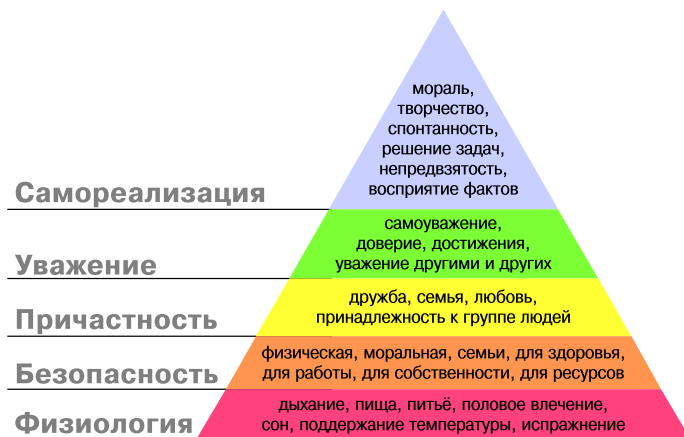 мораль,
творчество,
спонтанность,
решение задач,
непредвзятость,
восприятие фактов
Самореализация
самоуважение,
доверие, достижения,
уважение другими и других
Уважение
дружба, семья, любовь,
принадлежность к группе людей
Причастность
физическая, моральная, семьи, для здоровья,
для работы, для собственности, для ресурсов
Безопасность
дыхание, пища, питьё, половое влечение,
сон, поддержание температуры, испражнение
Физиология